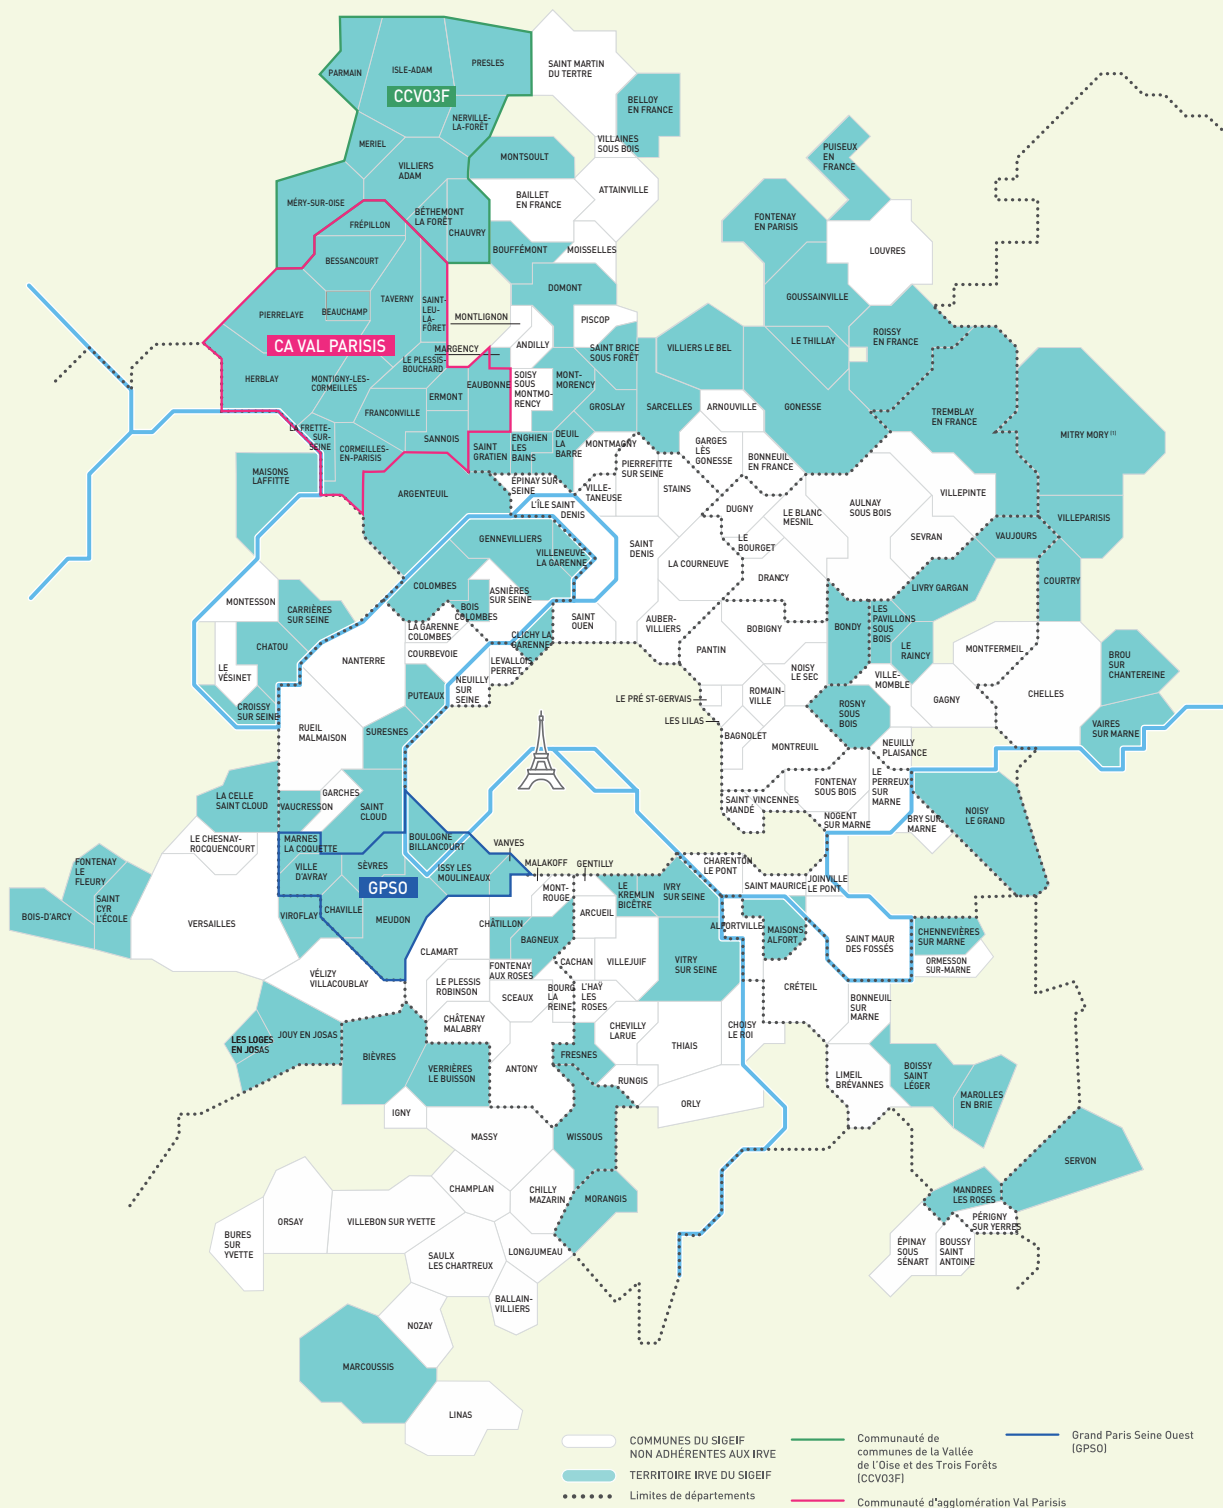 PARMAIN
ISLE-ADAM
PRESLES
CCVO3F
NERVILLE-
LA-FORÊT
MERIEL
VILLIERS
ADAM
MÉRY-SUR-OISE
FRÉPILLON
BÉTHEMONT
LA FORÊT
CHAUVRY
SAINT MARTIN
DU TERTRE
BELLOY
EN FRANCE
VILLAINES
SOUS BOIS
MONTSOULT
ATTAINVILLE
BAILLET
EN FRANCE
BOUFFÉMONT
MOISSELLES
PUISEUX
EN
FRANCE
FONTENAY
EN PARISIS
LOUVRES
GOUSSAINVILLE
BESSANCOURT
PIERRELAYE
BEAUCHAMP
TAVERNY
SAINT-
LEU-
LA-
FÔRET
MONTLIGNON
DOMONT
PISCOP
ANDILLY
CA VAL PARISIS
MARGENCY
LE PLESSIS-
BOUCHARD
HERBLAY
MONTIGNY-LES-
CORMEILLES
ERMONT
EAUBONNE
SOISY
SOUS
MONTMO-
RENCY
MONT-
MORENCY
SAINT BRICE
SOUS FORÊT
VILLIERS LE BEL
LE THILLAY
ROISSY
EN FRANCE
FRANCONVILLE
GROSLAY
SARCELLES
ARNOUVILLE
GONESSE
TREMBLAY
EN FRANCE
MITRY MORY (1)
LA FRETTE-
SUR-
SEINE
CORMEILLES-
EN-PARISIS
SANNOIS
SAINT
GRATIEN
ENGHIEN
LES
BAINS
DEUIL
LA
BARRE
MONTMAGNY
GARGES
LÈS
GONESSE
BONNEUIL
EN FRANCE
MAISONS
LAFFITTE
ARGENTEUIL
ÉPINAY SUR
SEINE
VILLE-
TANEUSE
PIERREFITTE
SUR SEINE
STAINS
L'ÎLE SAINT
DENIS
DUGNY
LE BLANC
MESNIL
AULNAY
SOUS BOIS
VILLEPINTE
VILLEPARISIS
SEVRAN
VAUJOURS
GENNEVILLIERS
VILLENEUVE
LA GARENNE
SAINT
DENIS
LA COURNEUVE
LE
BOURGET
DRANCY
COURTRY
MONTESSON
CARRIÈRES
SUR SEINE
COLOMBES
BOIS
COLOMBES
ASNIÈRES
SUR SEINE
LIVRY GARGAN
CHATOU
LA GARENNE
COLOMBES
CLICHY LA
GARENNE
SAINT
OUEN
AUBER-
VILLIERS
BOBIGNY
BONDY
LES
PAVILLONS
SOUS
BOIS
LE
RAINCY
MONTFERMEIL
BROU
SUR
CHANTEREINE
LE
VÉSINET
NANTERRE
COURBEVOIE
LEVALLOIS
PERRET
PANTIN
NOISY
LE SEC
VILLE-
MOMBLE
GAGNY
CHELLES
CROISSY
SUR SEINE
PUTEAUX
NEUILLY
SUR
SEINE
LE PRÉ ST-GERVAIS
ROMAIN-
VILLE
ROSNY
SOUS
BOIS
VAIRES
SUR MARNE
RUEIL
MALMAISON
SURESNES
LES LILAS
BAGNOLET
MONTREUIL
NEUILLY
PLAISANCE
LA CELLE
SAINT CLOUD
VAUCRESSON
GARCHES
SAINT
CLOUD
SAINT
MANDÉ
VINCENNES
FONTENAY
SOUS BOIS
LE
PERREUX
SUR
MARNE
NOGENT
SUR MARNE
BRY SUR
MARNE
NOISY
LE GRAND
LE CHESNAY-
ROCQUENCOURT
MARNES
LA COQUETTE
BOULOGNE
BILLANCOURT
VANVES
FONTENAY
LE
FLEURY
VILLE
D'AVRAY
SÈVRES
ISSY LES
MOULINEAUX
MALAKOFF
GENTILLY
CHARENTON
LE PONT
SAINT MAURICE
JOINVILLE
LE PONT
GPSO
BOIS-D'ARCY
SAINT
CYR
L'ÉCOLE
VERSAILLES
VIROFLAY
CHAVILLE
MEUDON
MONT-
ROUGE
LE
KREMLIN
BICÊTRE
IVRY
SUR SEINE
ARCUEIL
CHÂTILLON
BAGNEUX
ALFORTVILLE
MAISONS
ALFORT
SAINT MAUR
DES FOSSÉS
CHENNEVIÈRES
SUR MARNE
ORMESSON
SUR-MARNE
CLAMART
VÉLIZY
VILLACOUBLAY
FONTENAY
AUX ROSES
CACHAN
VILLEJUIF
VITRY
SUR SEINE
LE PLESSIS
ROBINSON
SCEAUX
BOURG
LA
REINE
L'HAŸ
LES
ROSES
CRÉTEIL
BONNEUIL
SUR
MARNE
LES LOGES
EN JOSAS
JOUY EN JOSAS
BIÈVRES
CHÂTENAY
MALABRY
CHEVILLY
LARUE
THIAIS
CHOISY
LE ROI
VERRIÈRES
LE BUISSON
ANTONY
FRESNES
RUNGIS
ORLY
LIMEIL
BRÉVANNES
BOISSY
SAINT
LÉGER
MAROLLES
EN BRIE
IGNY
MASSY
WISSOUS
SERVON
CHAMPLAN
CHILLY
MAZARIN
MORANGIS
MANDRES
LES ROSES
PÉRIGNY
SUR YERRES
ORSAY
VILLEBON SUR YVETTE
BURES
SUR
YVETTE
SAULX
LES CHARTREUX
LONGJUMEAU
ÉPINAY
SOUS
SÉNART
BOUSSY
SAINT
ANTOINE
BALLAIN-
VILLIERS
NOZAY
MARCOUSSIS
LINAS
COMMUNES DU SIGEIF
NON ADHÉRENTES AUX IRVE
TERRITOIRE IRVE DU SIGEIF
Limites de départements
Communauté de
communes de la Vallée
de l'Oise et des Trois Forêts
(CCVO3F)
Communauté d'agglomération Val Parisis
Grand Paris Seine Ouest
(GPSO)